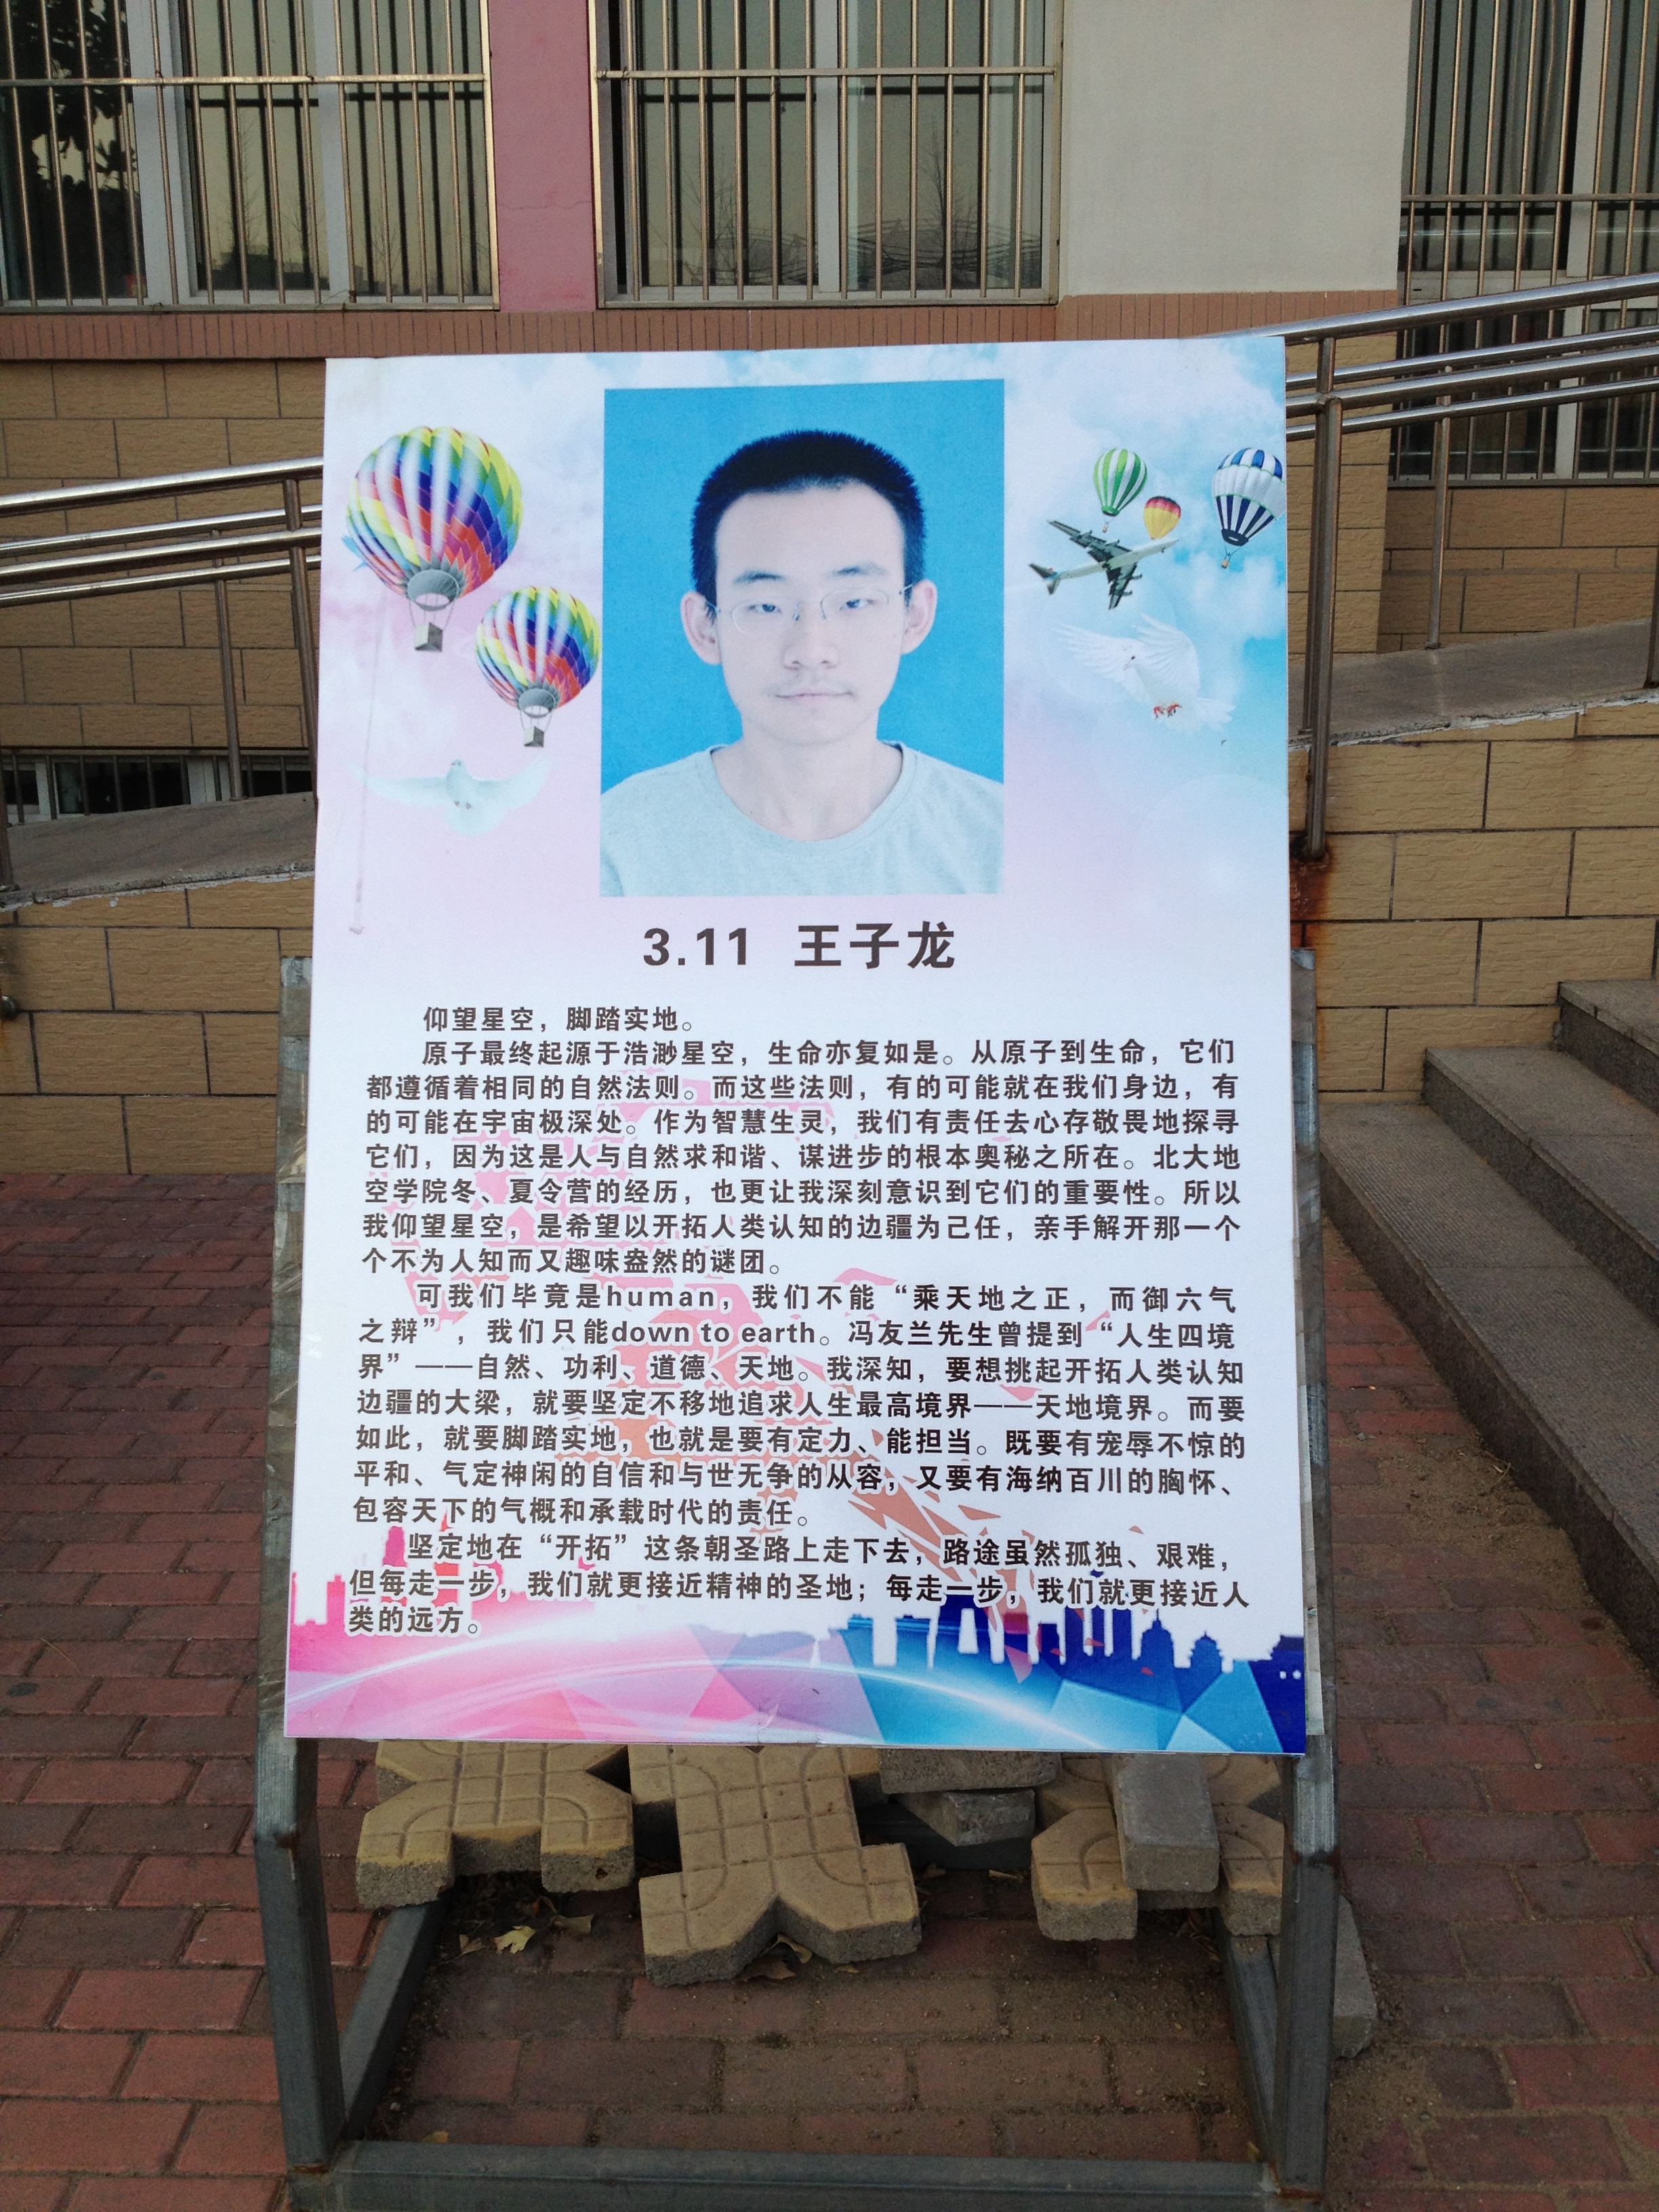 3.11 王子龙
仰望星空，脚踏实地。
原子最终起源于浩渺星空，生命亦复如是。从原子到生命，它们
都遵循着相同的自然法则。而这些法则，有的可能就在我们身边，有
的可能在宇宙极深处。作为智慧生灵，我们有责任去心存敬畏地探寻
它们，因为这是人与自然求和谐、谋进步的根本奥秘之所在。北大地
空学院冬、夏令营的经历，也更让我深刻意识到它们的重要性。所以
我仰望星空，是希望以开拓人类认知的边疆为己任，亲手解开那一个
个不为人知而又趣味盎然的谜团。
可我们毕竟是human，我们不能“乘天地之正，而御六气
之辩”，我们只能down to earth。冯友兰先生曾提到“人生四境
界”——自然、功利、道德、天地。我深知，要想挑起开拓人类认知
边疆的大梁，就要坚定不移地追求人生最高境界——天地境界。而要
如此，就要脚踏实地，也就是要有定力、能担当。既要有宠辱不惊的
平和、气定神闲的自信和与世无争的从容，又要有海纳百川的胸怀、
包容天下的气概和承载时代的责任。
坚定地在“开拓”这条朝圣路上走下去，路途虽然孤独、艰难，
但每走一步，我们就更接近精神的圣地；每走一步，我们就更接近人
类的远方。